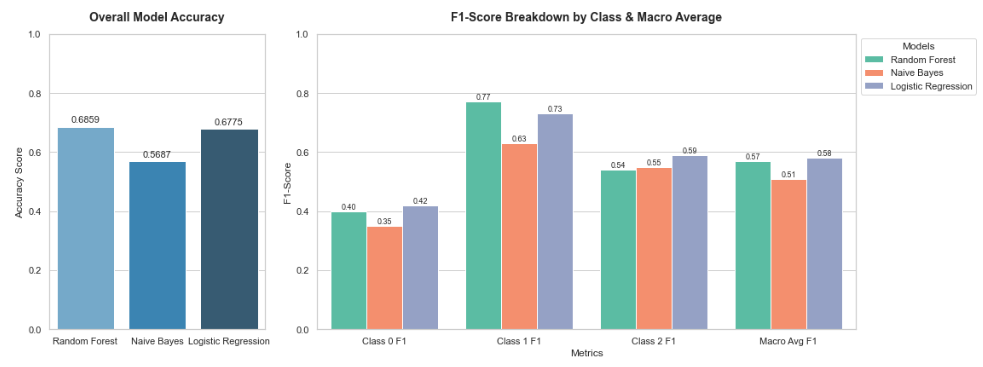 Overall Model Accuracy
1.0
0.8
0.6
0.4
0.2
0.0
Accuracy Score
0.6859
0.5687
0.6775
Random Forest
Naive Bayes
Logistic Regression
F1-Score Breakdown by Class & Macro Average
1.0
0.8
0.6
0.4
0.2
0.0
F1-Score
0.40
0.35
0.42
0.77
0.63
0.73
0.54
0.55
0.59
0.57
0.51
0.58
Class 0 F1
Class 1 F1
Class 2 F1
Macro Avg F1
Metrics
Models
Random Forest
Naive Bayes
Logistic Regression